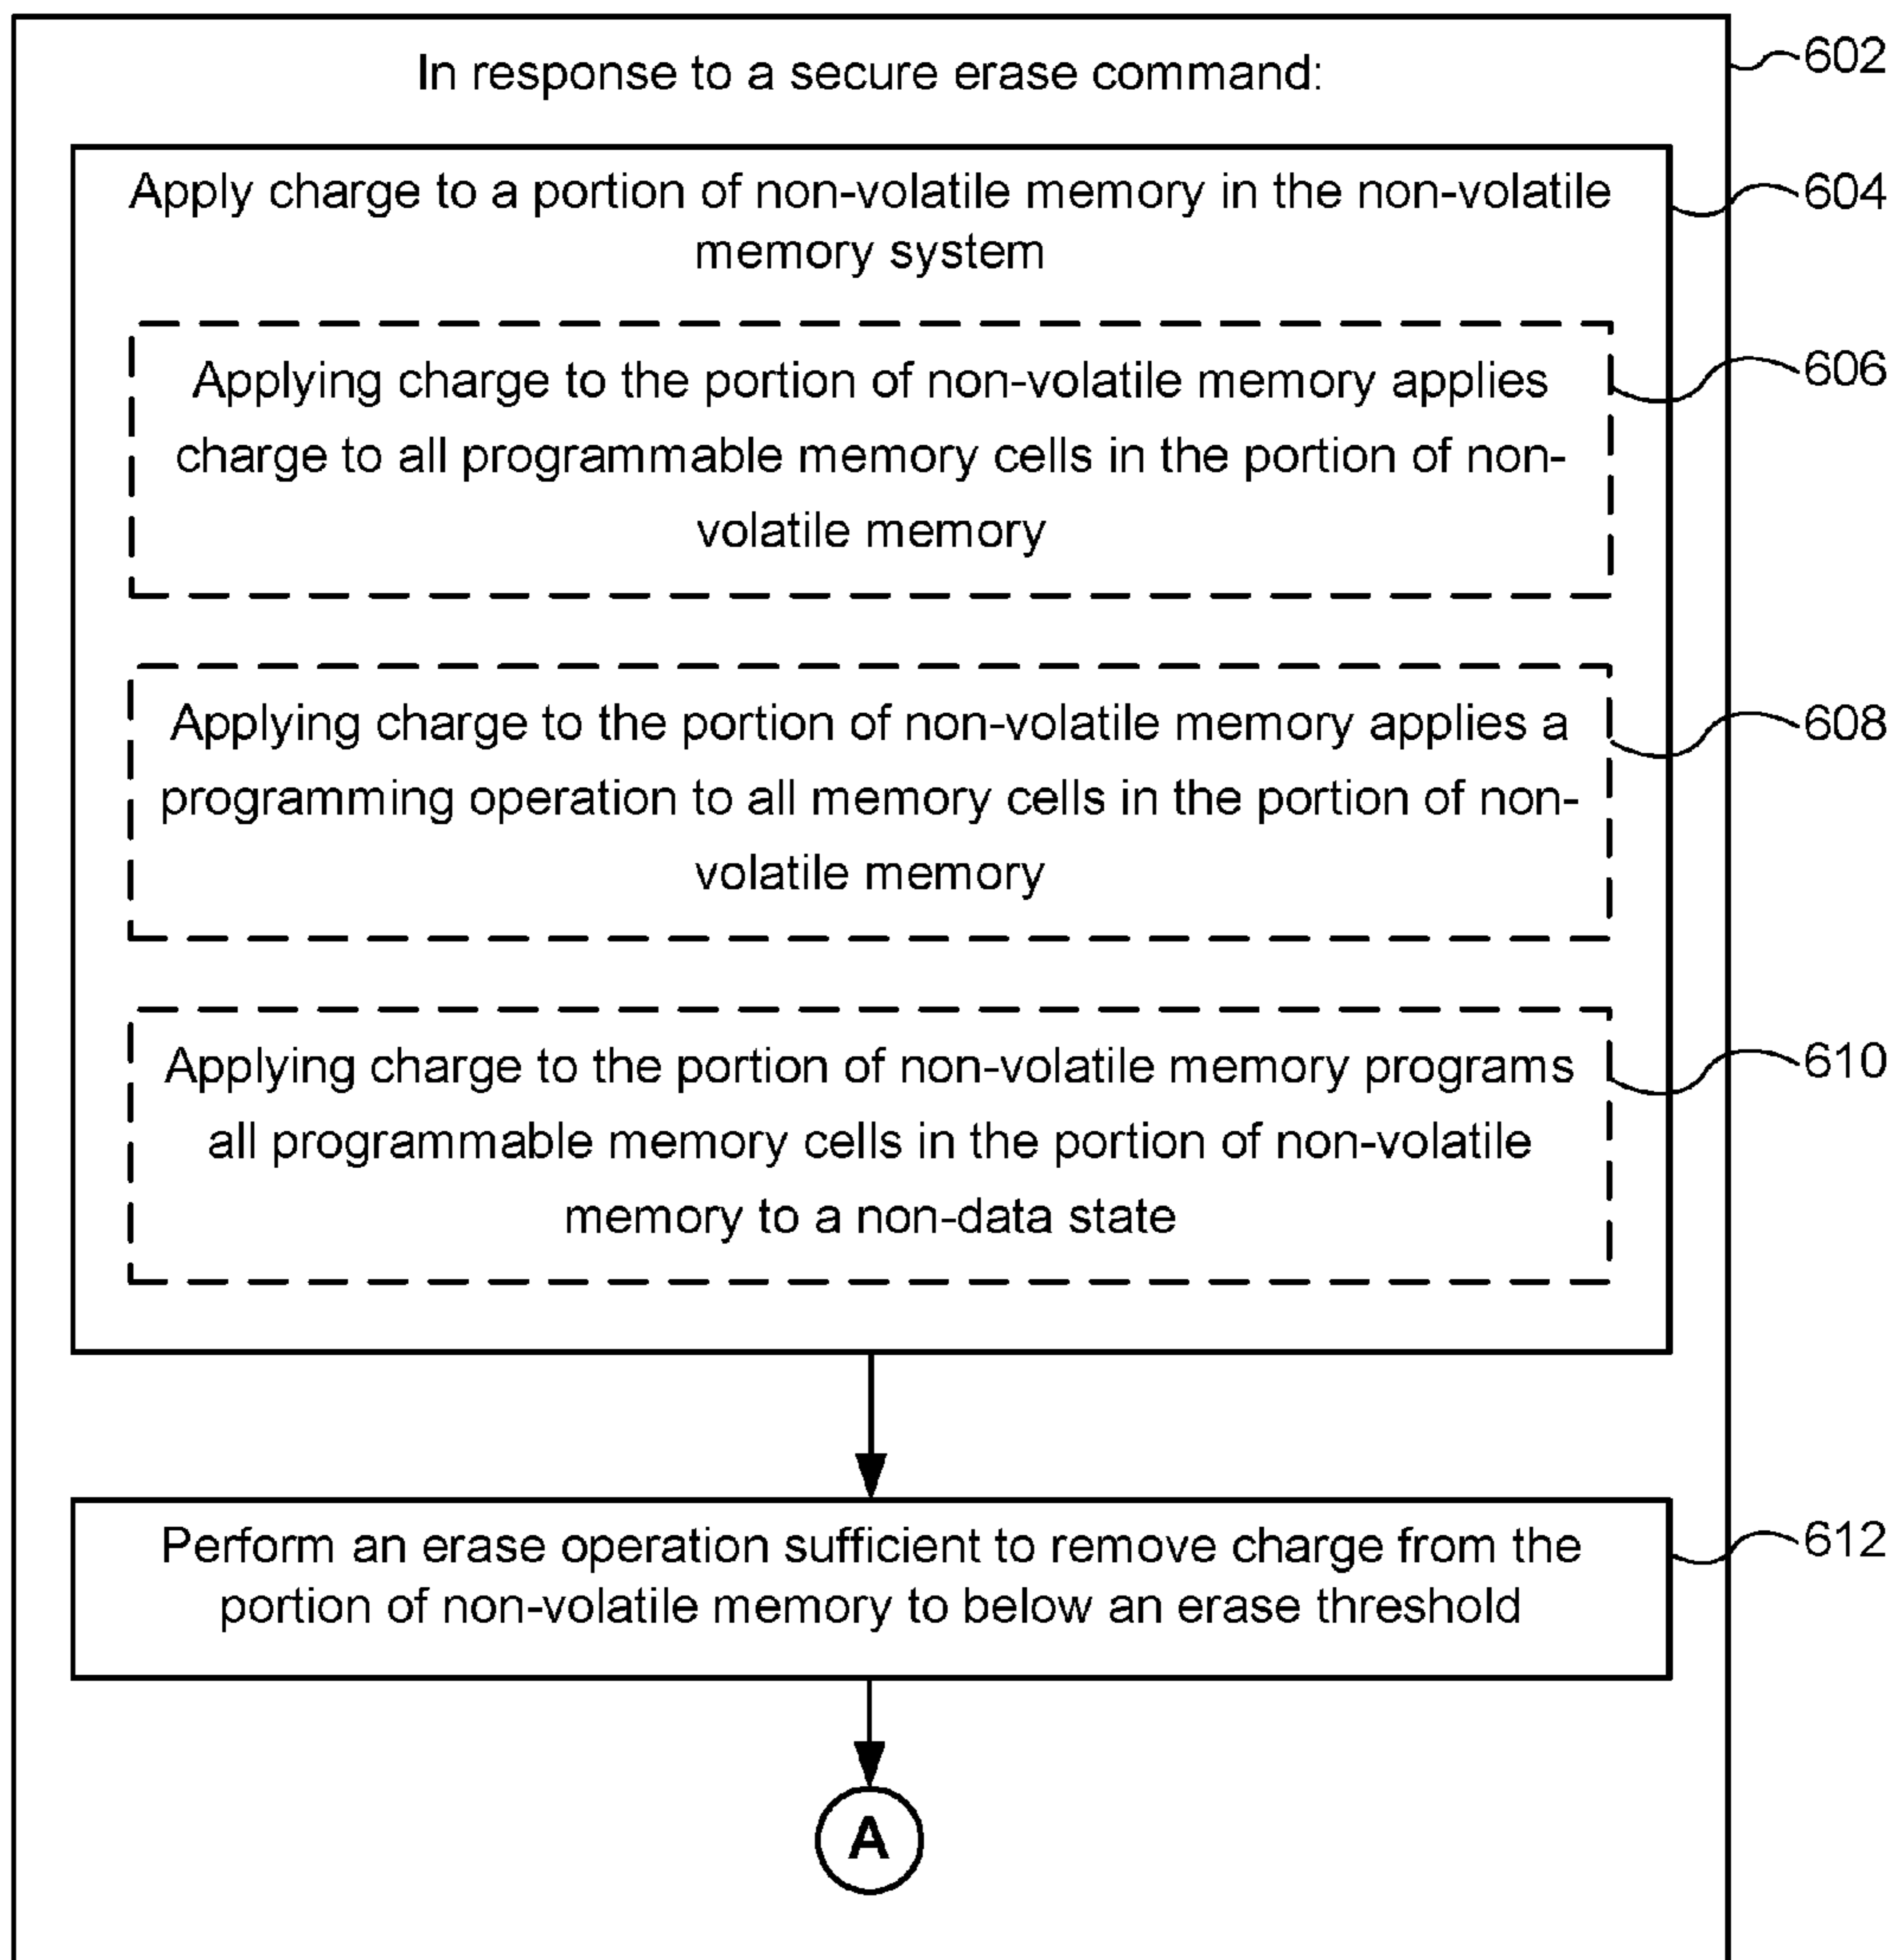 In response to a secure erase command:
602
Apply charge to a portion of non-volatile memory in the non-volatile
memory system
604
Applying charge to the portion of non-volatile memory applies
charge to all programmable memory cells in the portion of non-
volatile memory
606
Applying charge to the portion of non-volatile memory applies a
programming operation to all memory cells in the portion of non-
volatile memory
608
Applying charge to the portion of non-volatile memory programs
all programmable memory cells in the portion of non-volatile
memory to a non-data state
610
Perform an erase operation sufficient to remove charge from the
portion of non-volatile memory to below an erase threshold
612
A